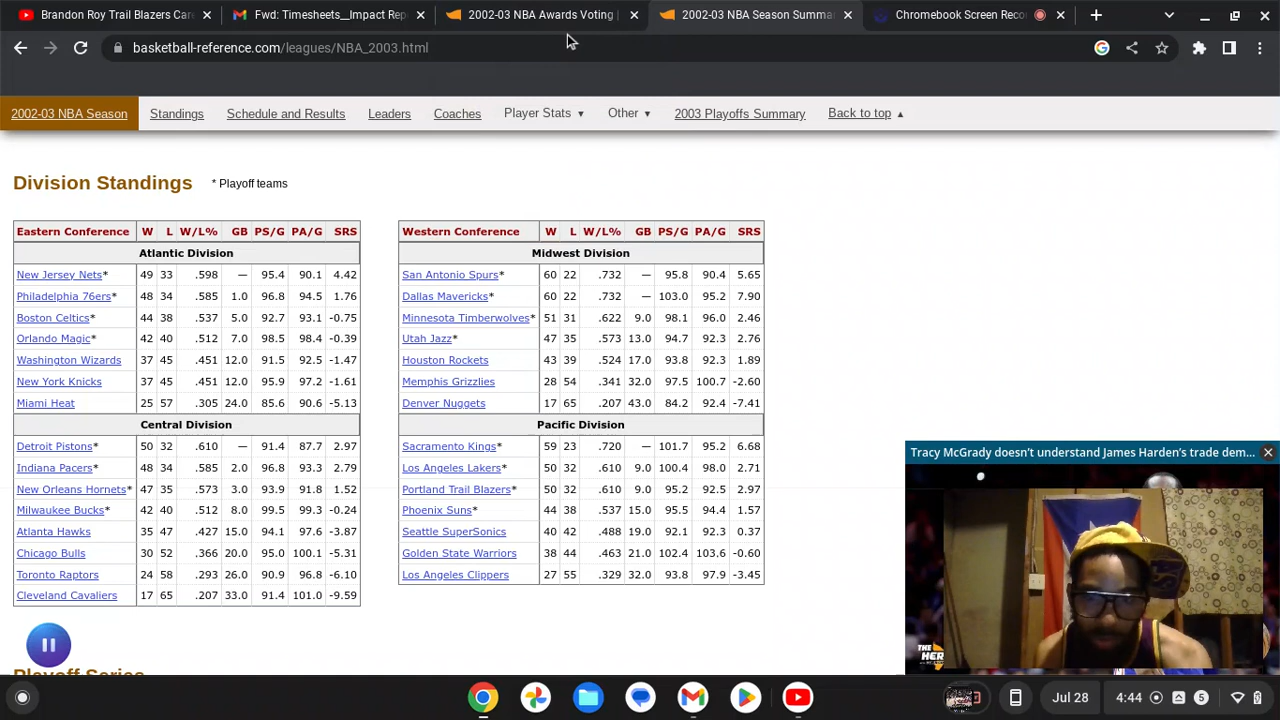 Brandon Roy Trail Blazers Car
Fwd: Timesheets__Impact Rep
2002-03 NBA Awards Voting |
2002-03 NBA Season Summa
Chromebook Screen Reco
basketball-reference.com/leagues/NBA_2003.html
2002-03 NBA Season Standings Schedule and Results Leaders Coaches Player Stats ▼ Other ▼ 2003 Playoffs Summary Back to top ▲
Division Standings * Playoff teams
Eastern Conference W L W/L% GB PS/G PA/G SRS
Atlantic Division
New Jersey Nets* 49 33 .598 — 95.4 90.1 4.42
Philadelphia 76ers* 48 34 .585 1.0 96.8 94.5 1.76
Boston Celtics* 44 38 .537 5.0 92.7 93.1 -0.75
Orlando Magic* 42 40 .512 7.0 98.5 98.4 -0.39
Washington Wizards 37 45 .451 12.0 91.5 92.5 -1.47
New York Knicks 37 45 .451 12.0 95.9 97.2 -1.61
Miami Heat 25 57 .305 24.0 85.6 90.6 -5.13
Central Division
Detroit Pistons* 50 32 .610 — 91.4 87.7 2.97
Indiana Pacers* 48 34 .585 2.0 96.8 93.3 2.79
New Orleans Hornets* 47 35 .573 3.0 93.9 91.8 1.52
Milwaukee Bucks* 42 40 .512 8.0 99.5 99.3 -0.24
Atlanta Hawks 35 47 .427 15.0 94.1 97.6 -3.87
Chicago Bulls 30 52 .366 20.0 95.0 100.1 -5.31
Toronto Raptors 24 58 .293 26.0 90.9 96.8 -6.10
Cleveland Cavaliers 17 65 .207 33.0 91.4 101.0 -9.59
Western Conference W L W/L% GB PS/G PA/G SRS
Midwest Division
San Antonio Spurs* 60 22 .732 — 95.8 90.4 5.65
Dallas Mavericks* 60 22 .732 — 103.0 95.2 7.90
Minnesota Timberwolves* 51 31 .622 9.0 98.1 96.0 2.46
Utah Jazz* 47 35 .573 13.0 94.7 92.3 2.76
Houston Rockets 43 39 .524 17.0 93.8 92.3 1.89
Memphis Grizzlies 28 54 .341 32.0 97.5 100.7 -2.60
Denver Nuggets 17 65 .207 43.0 84.2 92.4 -7.41
Pacific Division
Sacramento Kings* 59 23 .720 — 101.7 95.2 6.68
Los Angeles Lakers* 50 32 .610 9.0 100.4 98.0 2.71
Portland Trail Blazers* 50 32 .610 9.0 95.2 92.5 2.97
Phoenix Suns* 44 38 .537 15.0 95.5 94.4 1.57
Seattle SuperSonics 40 42 .488 19.0 92.1 92.3 0.37
Golden State Warriors 38 44 .463 21.0 102.4 103.6 -0.60
Los Angeles Clippers 27 55 .329 32.0 93.8 97.9 -3.45
Tracy McGrady doesn't understand James Harden's trade dem...
THE
HER
Playoff Series
Jul 28
4:44
5